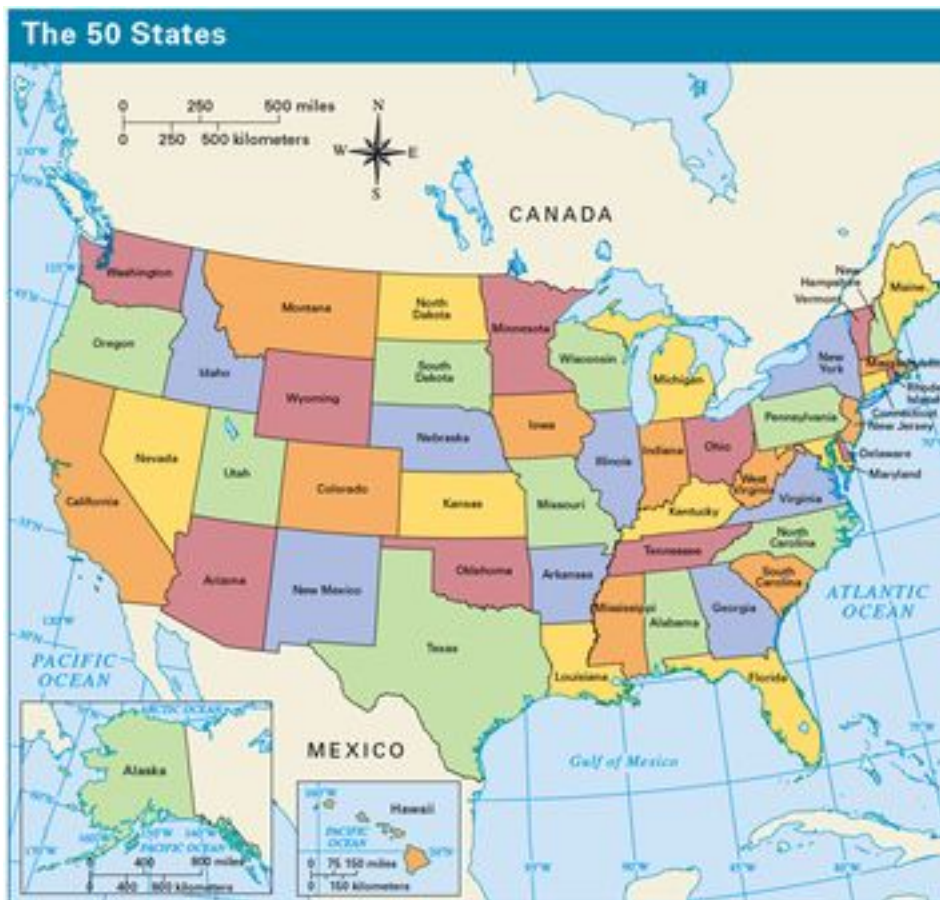 The 50 States
0 250 500 miles
0 250 500 kilometers
N
W E
S
CANADA
Washington
Montana
North
Dakota
Minnesota
Oregon
Idaho
Wyoming
South
Dakota
Wisconsin
Michigan
New
Hampshire
Vermont
Maine
New
York
Rhode
Island
Connecticut
New Jersey
Pennsylvania
Delaware
Maryland
Nevada
Utah
California
Colorado
Nebraska
Iowa
Illinois
Indiana
Ohio
West
Virginia
Virginia
Kansas
Missouri
Kentucky
North
Carolina
Tennessee
South
Carolina
Arizona
New Mexico
Oklahoma
Arkansas
Mississippi
Alabama
Georgia
Texas
Louisiana
Florida
ATLANTIC
OCEAN
PACIFIC
OCEAN
MEXICO
Gulf of Mexico
ARCTIC OCEAN
Alaska
PACIFIC OCEAN
0 400 800 miles
0 400 800 kilometers
Hawaii
PACIFIC
OCEAN
0 75 150 miles
0 150 kilometers